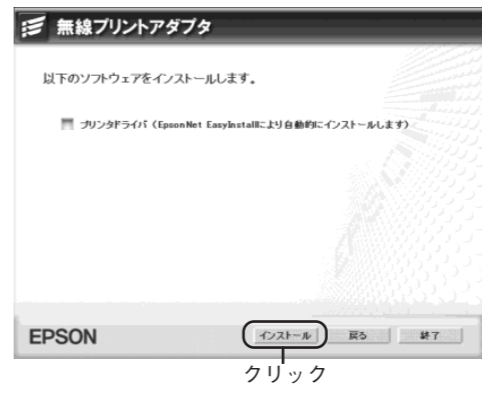 無線プリントアダプタ
以下のソフトウェアをインストールします。
プリンタドライバ（EpsonNet EasyInstallにより自動的にインストールします）
EPSON
EPSON インストール 戻る 終了
クリック